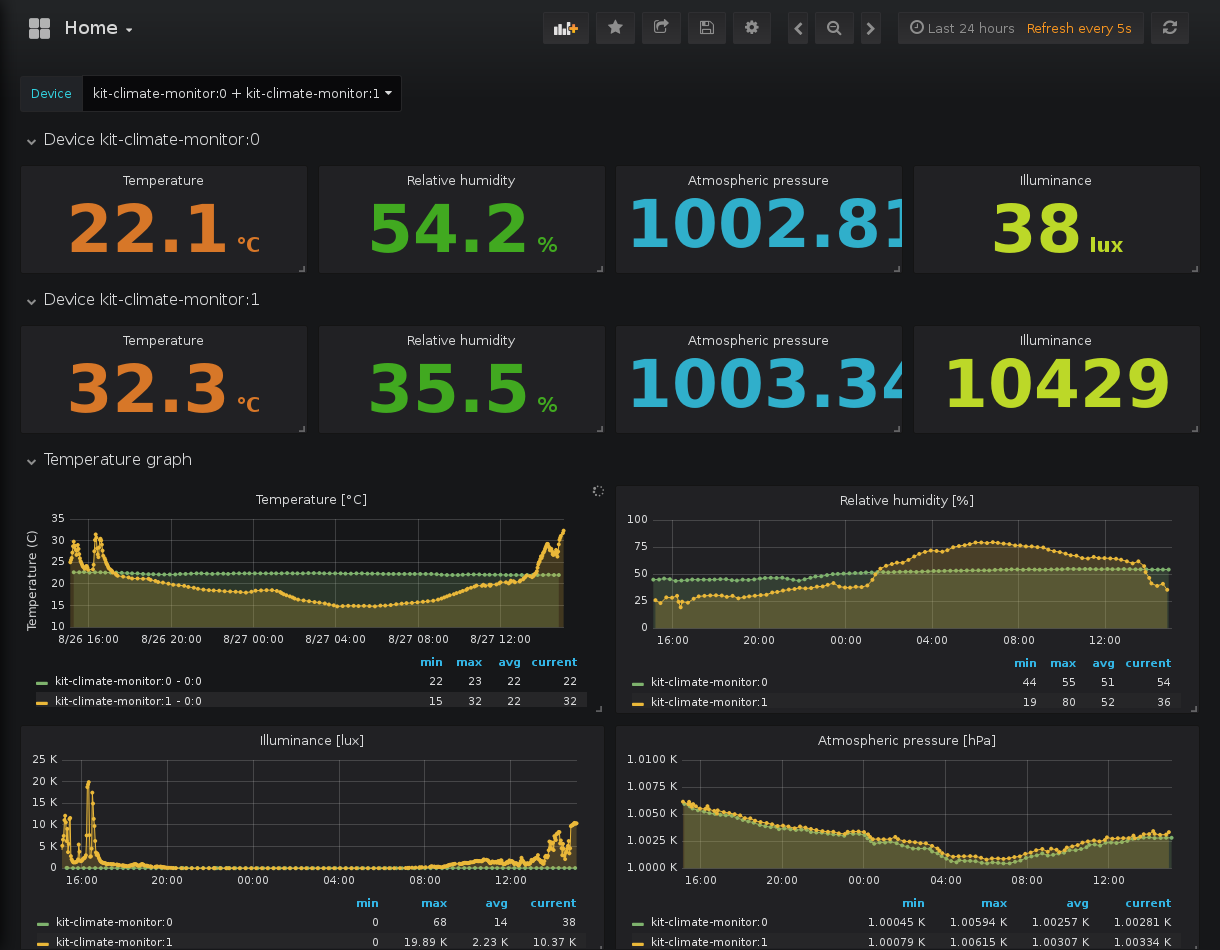 Home
Last 24 hours Refresh every 5s
Device kit-climate-monitor:0 + kit-climate-monitor:1
Device kit-climate-monitor:0
Temperature Relative humidity Atmospheric pressure Illuminance
22.1 °C 54.2 % 1002.81 38 lux
Device kit-climate-monitor:1
Temperature Relative humidity Atmospheric pressure Illuminance
32.3 °C 35.5 % 1003.34 10429
Temperature graph
Temperature [°C]
Temperature (C)
35
30
25
20
15
10
8/26 16:00 8/26 20:00 8/27 00:00 8/27 04:00 8/27 08:00 8/27 12:00
min max avg current
kit-climate-monitor:0 - 0:0 22 23 22 22
kit-climate-monitor:1 - 0:0 15 32 22 32
Relative humidity [%]
100
75
50
25
0
16:00 20:00 00:00 04:00 08:00 12:00
min max avg current
kit-climate-monitor:0 44 55 51 54
kit-climate-monitor:1 19 80 52 36
Illuminance [lux]
25 K
20 K
15 K
10 K
5 K
0
16:00 20:00 00:00 04:00 08:00 12:00
min max avg current
kit-climate-monitor:0 0 68 14 38
kit-climate-monitor:1 0 19.89 K 2.23 K 10.37 K
Atmospheric pressure [hPa]
1.0100 K
1.0075 K
1.0050 K
1.0025 K
1.0000 K
16:00 20:00 00:00 04:00 08:00 12:00
min max avg current
kit-climate-monitor:0 1.00045 K 1.00594 K 1.00257 K 1.00281 K
kit-climate-monitor:1 1.00079 K 1.00615 K 1.00307 K 1.00334 K